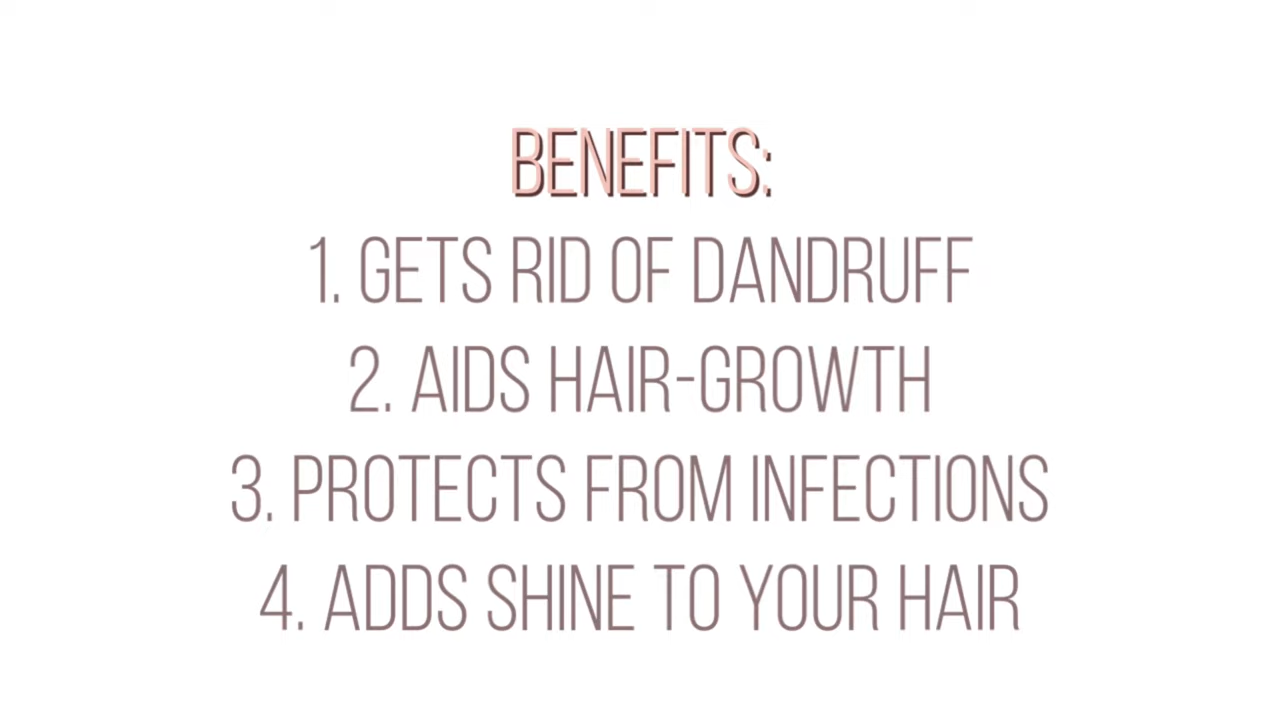 BENEFITS:
1. GETS RID OF DANDRUFF
2. AIDS HAIR-GROWTH
3. PROTECTS FROM INFECTIONS
4. ADDS SHINE TO YOUR HAIR